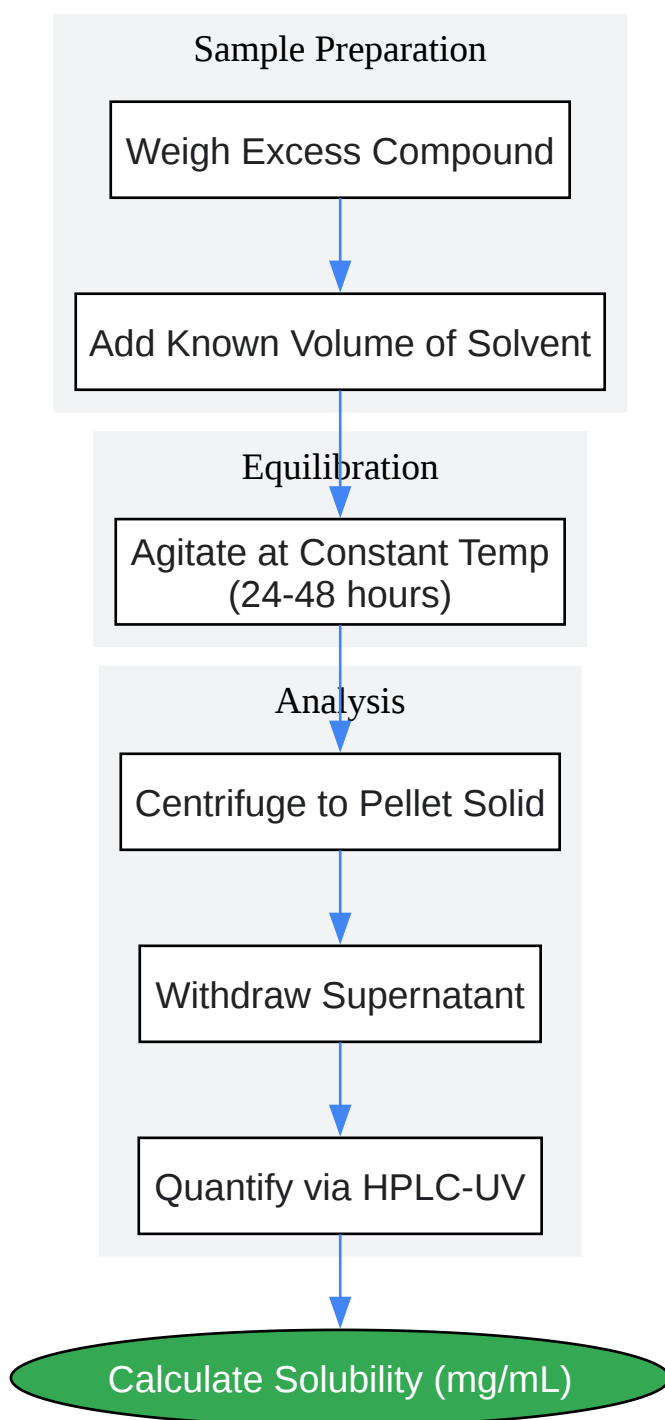 Sample Preparation
Weigh Excess Compound
Add Known Volume of Solvent
Equilibration
Agitate at Constant Temp
(24-48 hours)
Analysis
Centrifuge to Pellet Solid
Withdraw Supernatant
Quantify via HPLC-UV
Calculate Solubility (mg/mL)